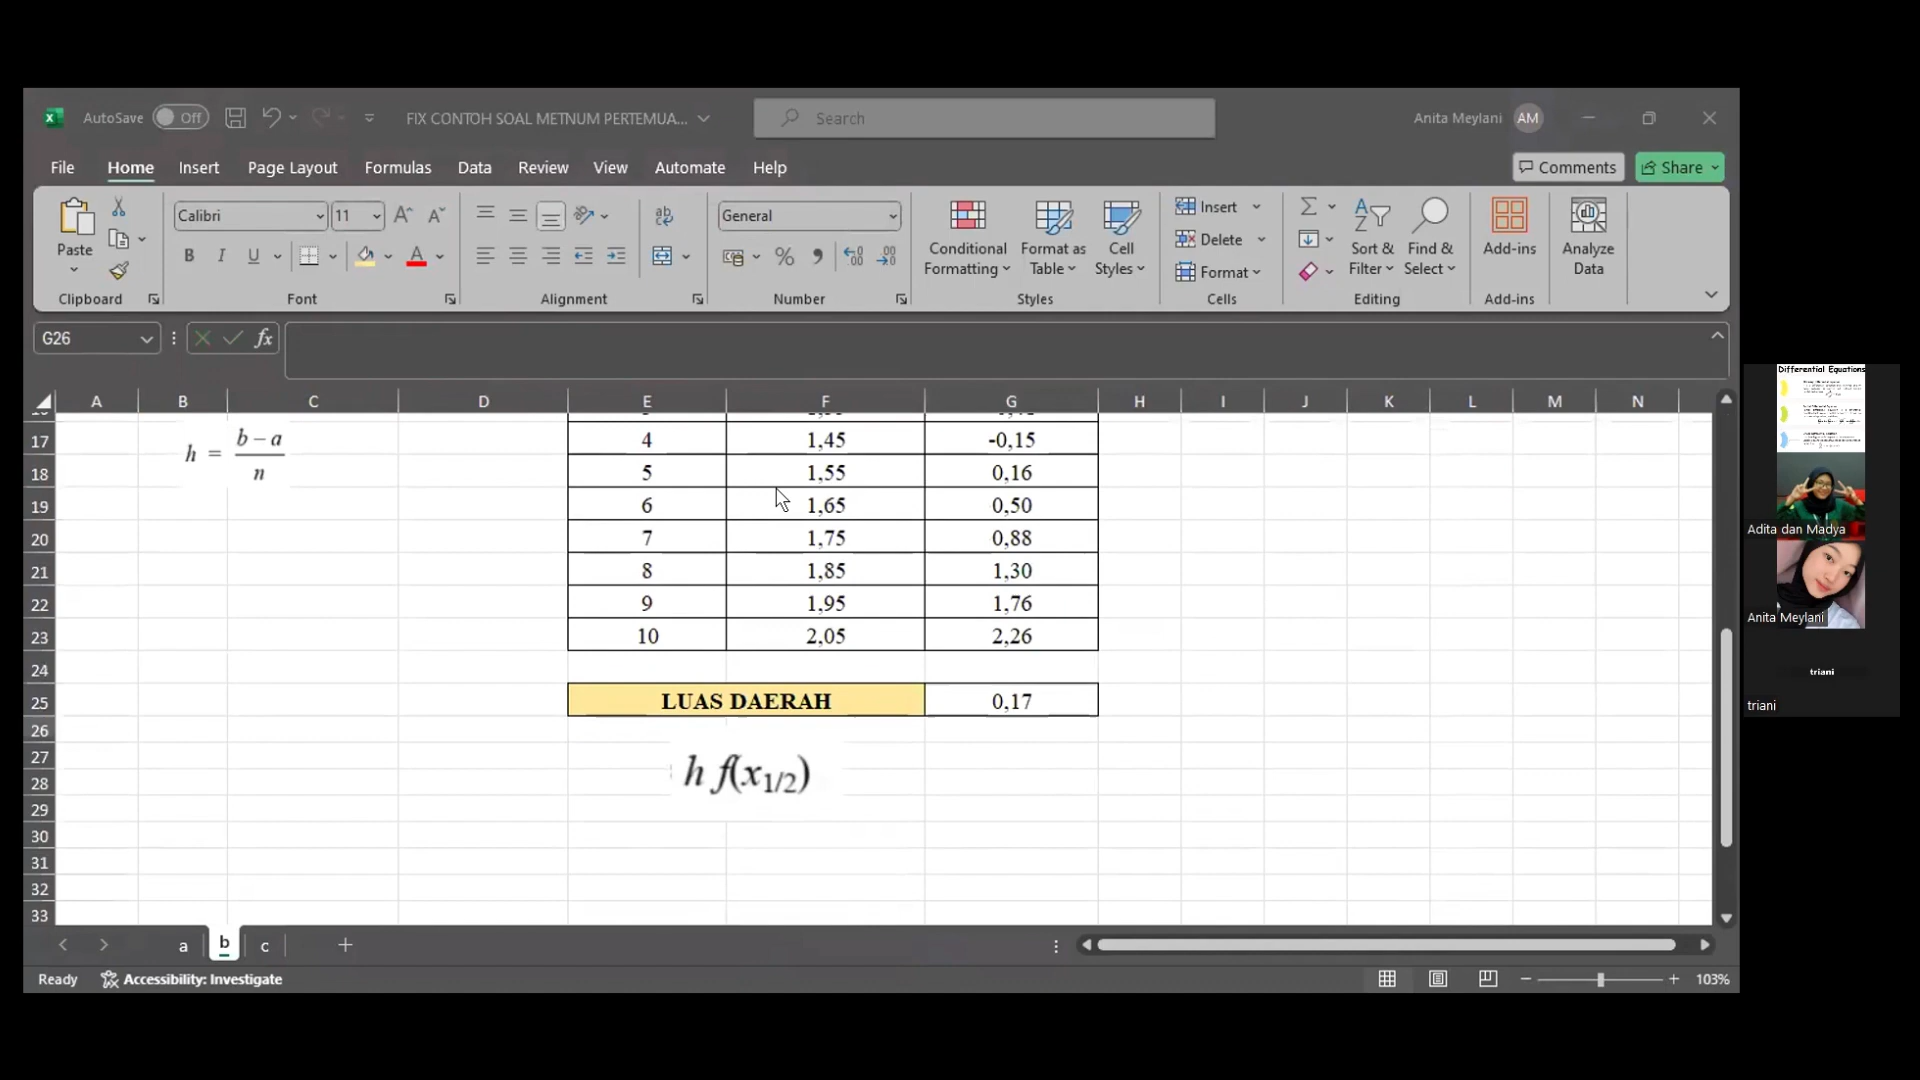 AutoSave Off FIX CONTOH SOAL METNUM PERTEMUA... Search Anita Meylani AM
File Home Insert Page Layout Formulas Data Review View Automate Help Comments Share
Paste
Clipboard
Calibri 11
B I U A
Font
ab
Alignment
General
%
Number
Conditional Formatting
Format as Table
Cell Styles
Styles
Insert
Delete
Format
Cells
Sort & Filter
Find & Select
Editing
Add-ins
Add-ins
Analyze Data
G26 fx
A B C D E F G H I J K L M N
17 4 1,45 -0,15
18 5 1,55 0,16
19 6 1,65 0,50
20 7 1,75 0,88
21 8 1,85 1,30
22 9 1,95 1,76
23 10 2,05 2,26
24
25 LUAS DAERAH 0,17
26
27
28
29
30
31
32
33
h = b – a / n
h f(x1/2)
a b c
Ready Accessibility: Investigate 103%
Differential Equations
Adita dan Madya
Anita Meylani
triani
triani